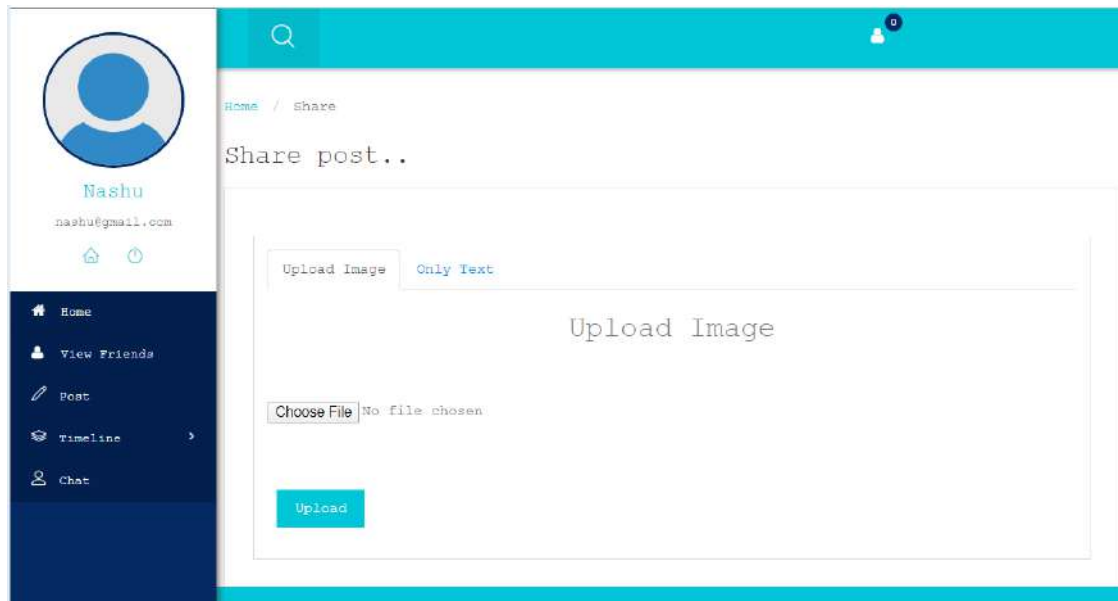 0
Home / Share
Share post..
Nashu
nashu@gmail.com
Upload Image
Only Text
Home
View Friends
Post
Timeline
Chat
Upload Image
Choose File No file chosen
Upload